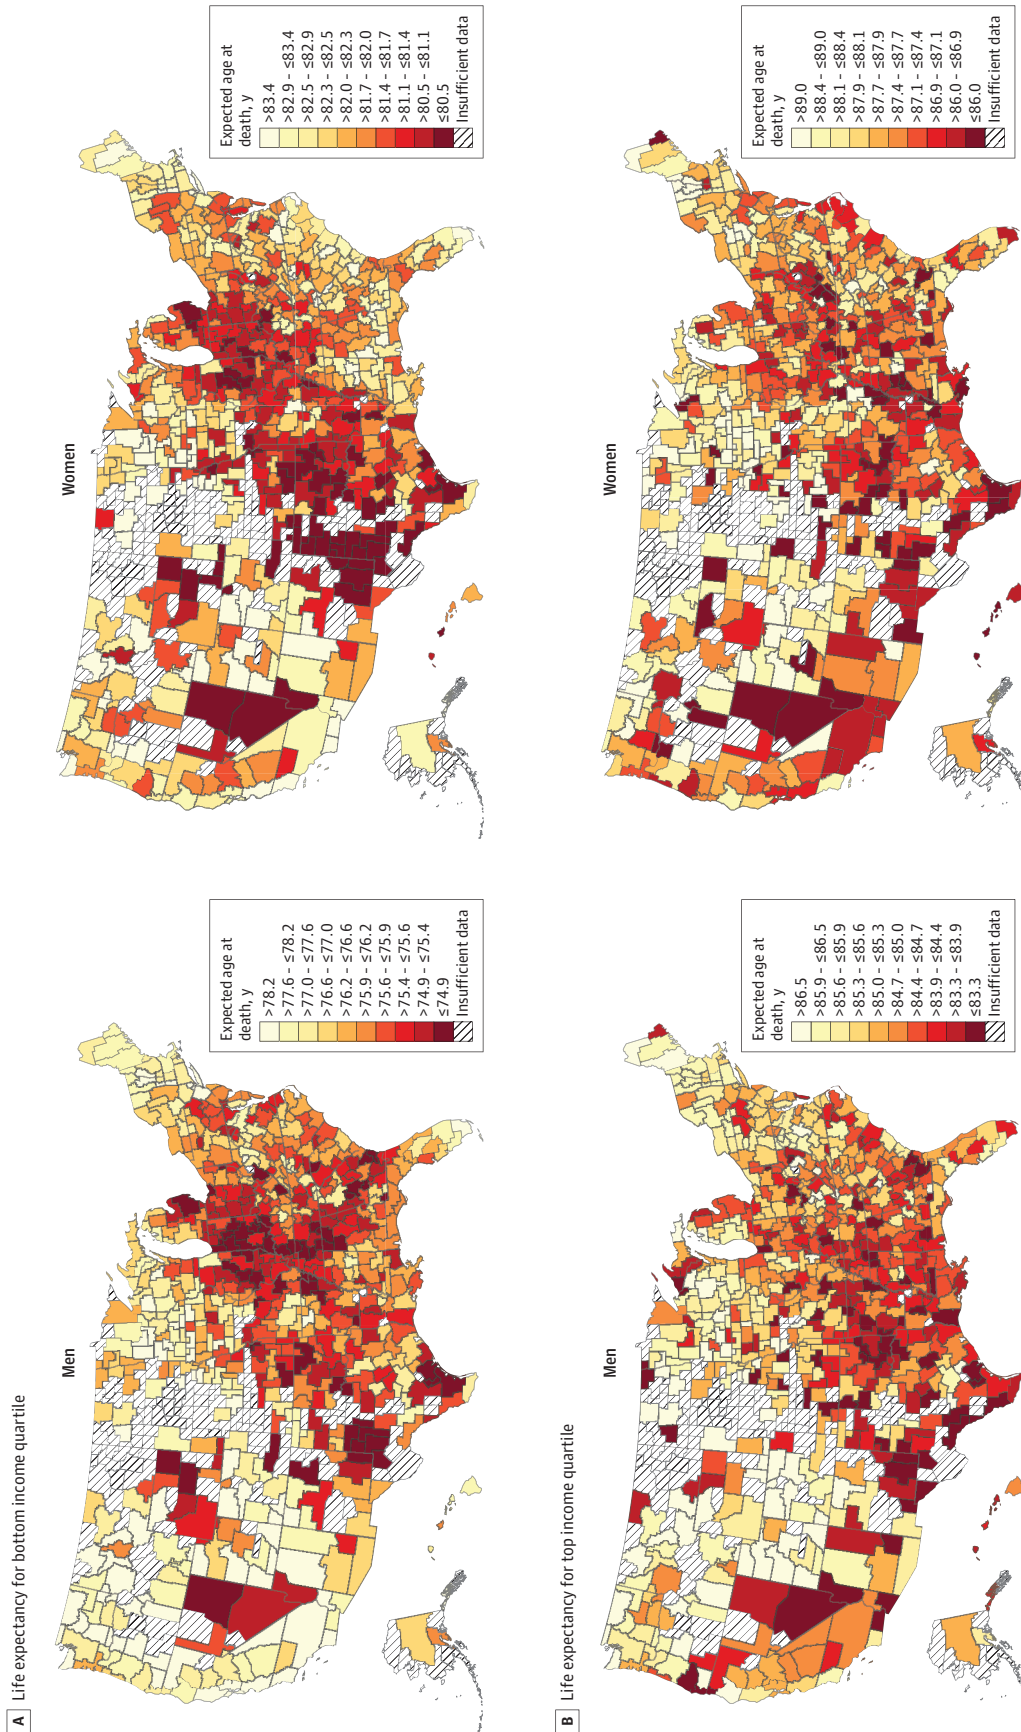 A Life expectancy for bottom income quartile
Men
Expected age at
death, y
>78.2
>77.6 – ≤78.2
>77.0 – ≤77.6
>76.6 – ≤77.0
>76.2 – ≤76.6
>75.9 – ≤76.2
>75.6 – ≤75.9
>75.4 – ≤75.6
>74.9 – ≤75.4
≤74.9
Insufficient data
Women
Expected age at
death, y
>83.4
>82.9 – ≤83.4
>82.5 – ≤82.9
>82.3 – ≤82.5
>82.0 – ≤82.3
>81.7 – ≤82.0
>81.4 – ≤81.7
>81.1 – ≤81.4
>80.5 – ≤81.1
≤80.5
Insufficient data
B Life expectancy for top income quartile
Men
Expected age at
death, y
>86.5
>85.9 – ≤86.5
>85.6 – ≤85.9
>85.3 – ≤85.6
>85.0 – ≤85.3
>84.7 – ≤85.0
>84.4 – ≤84.7
>83.9 – ≤84.4
>83.3 – ≤83.9
≤83.3
Insufficient data
Women
Expected age at
death, y
>89.0
>88.4 – ≤89.0
>88.1 – ≤88.4
>87.9 – ≤88.1
>87.7 – ≤87.9
>87.4 – ≤87.7
>87.1 – ≤87.4
>86.9 – ≤87.1
>86.0 – ≤86.9
≤86.0
Insufficient data